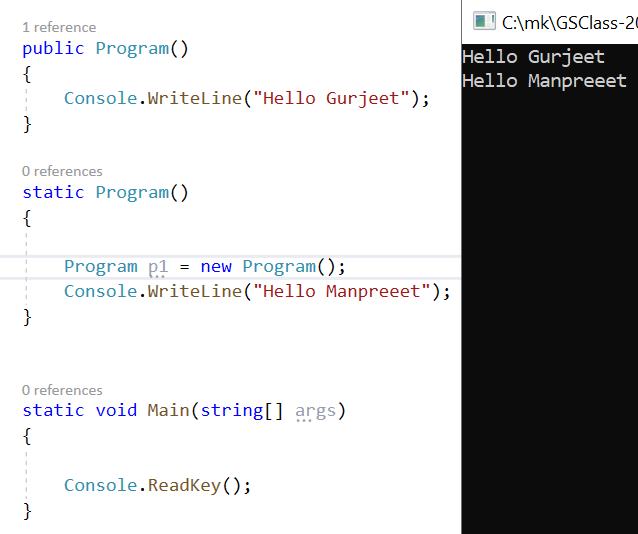 1 reference
public Program()
{
Console.WriteLine("Hello Gurjeet");
}
0 references
static Program()
{
Program p1 = new Program();
Console.WriteLine("Hello Manpreeet");
}
0 references
static void Main(string[] args)
{
Console.ReadKey();
}
C:\mk\GSClass-20
Hello Gurjeet
Hello Manpreeet